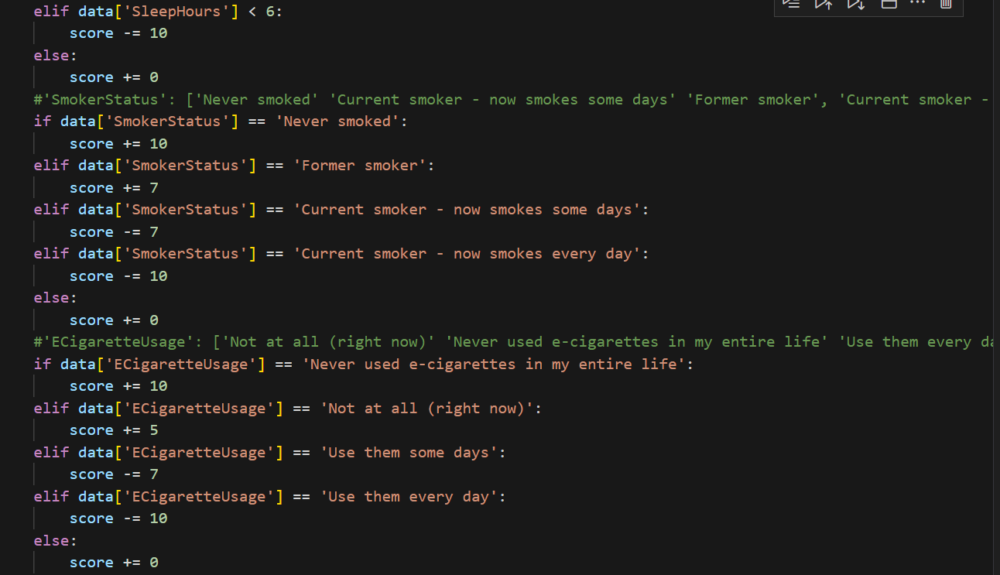 elif data['SleepHours'] < 6:
    score -= 10
else:
    score += 0
#'SmokerStatus': ['Never smoked' 'Current smoker - now smokes some days' 'Former smoker', 'Current smoker -
if data['SmokerStatus'] == 'Never smoked':
    score += 10
elif data['SmokerStatus'] == 'Former smoker':
    score += 7
elif data['SmokerStatus'] == 'Current smoker - now smokes some days':
    score -= 7
elif data['SmokerStatus'] == 'Current smoker - now smokes every day':
    score -= 10
else:
    score += 0
#'ECigaretteUsage': ['Not at all (right now)' 'Never used e-cigarettes in my entire life' 'Use them every
if data['ECigaretteUsage'] == 'Never used e-cigarettes in my entire life':
    score += 10
elif data['ECigaretteUsage'] == 'Not at all (right now)':
    score += 5
elif data['ECigaretteUsage'] == 'Use them some days':
    score -= 7
elif data['ECigaretteUsage'] == 'Use them every day':
    score -= 10
else:
    score += 0